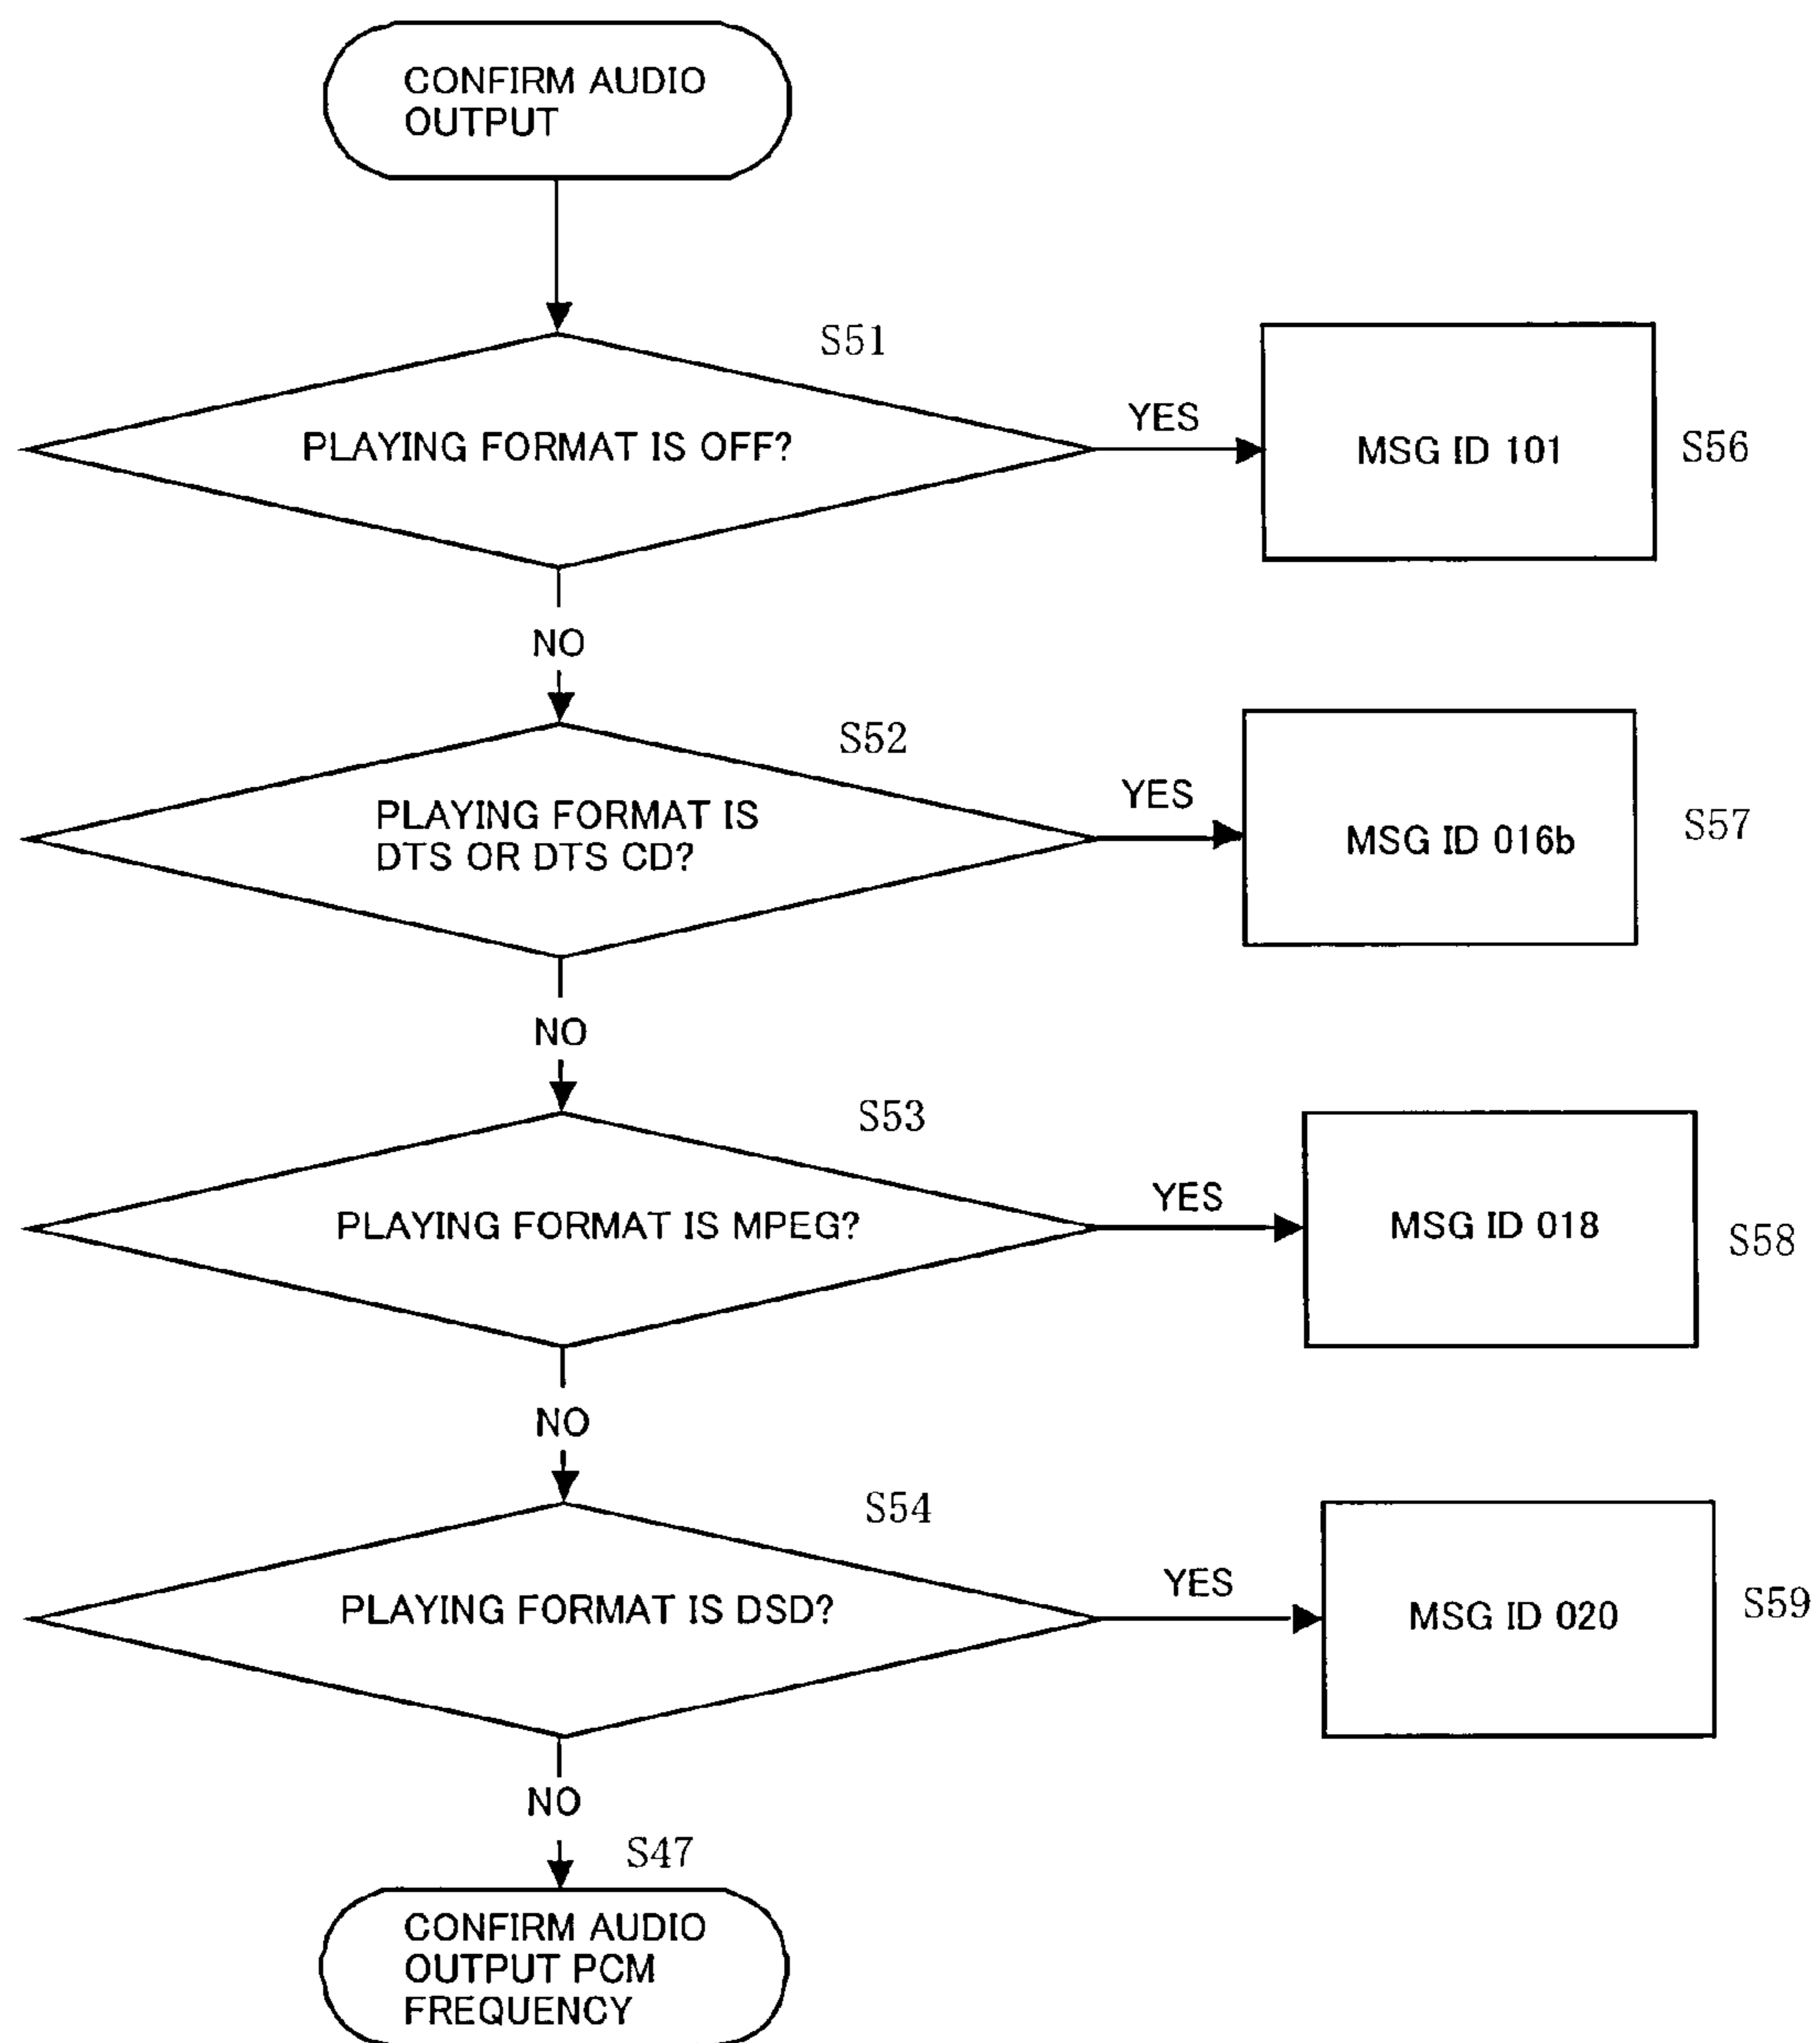 CONFIRM AUDIO
OUTPUT
S51
PLAYING FORMAT IS OFF?
YES
MSG ID 101
S56
NO
S52
PLAYING FORMAT IS
DTS OR DTS CD?
YES
MSG ID 016b
S57
NO
S53
PLAYING FORMAT IS MPEG?
YES
MSG ID 018
S58
NO
S54
PLAYING FORMAT IS DSD?
YES
MSG ID 020
S59
NO
S47
CONFIRM AUDIO
OUTPUT PCM
FREQUENCY